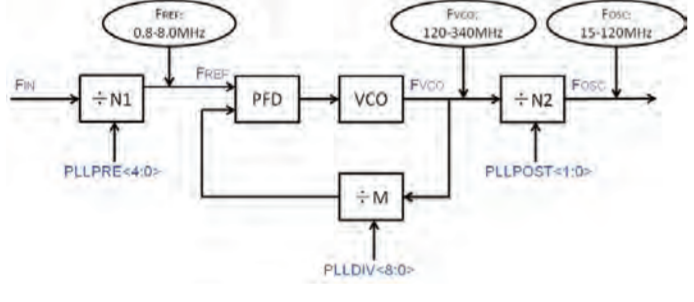 FREF:
0.8-8.0MHz
FVCO:
120-340MHz
FOSC:
15-120MHz
FIN
÷N1
FREF
PFD
VCO
FVCO
÷N2
FOSC
PLLPRE<4:0>
PLLPOST<1:0>
÷M
PLLDIV<8:0>